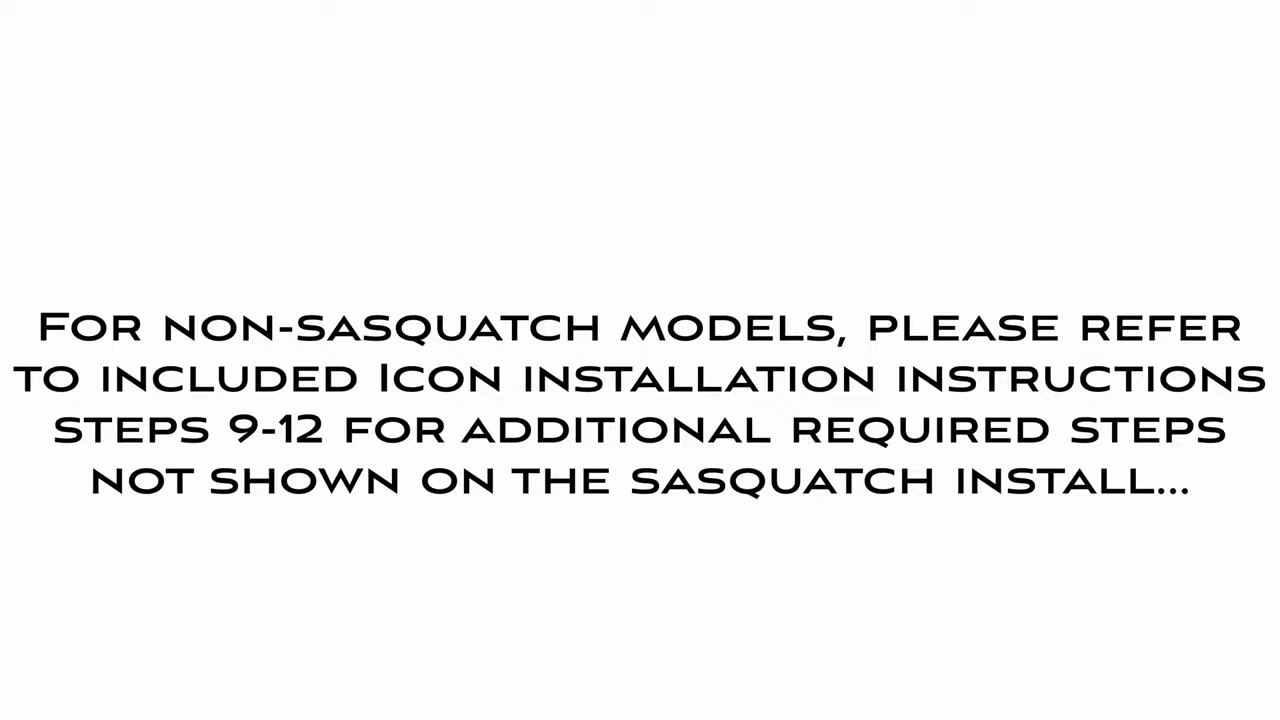 For non-sasquatch models, please refer
to included Icon installation instructions
steps 9-12 for additional required steps
not shown on the sasquatch install...